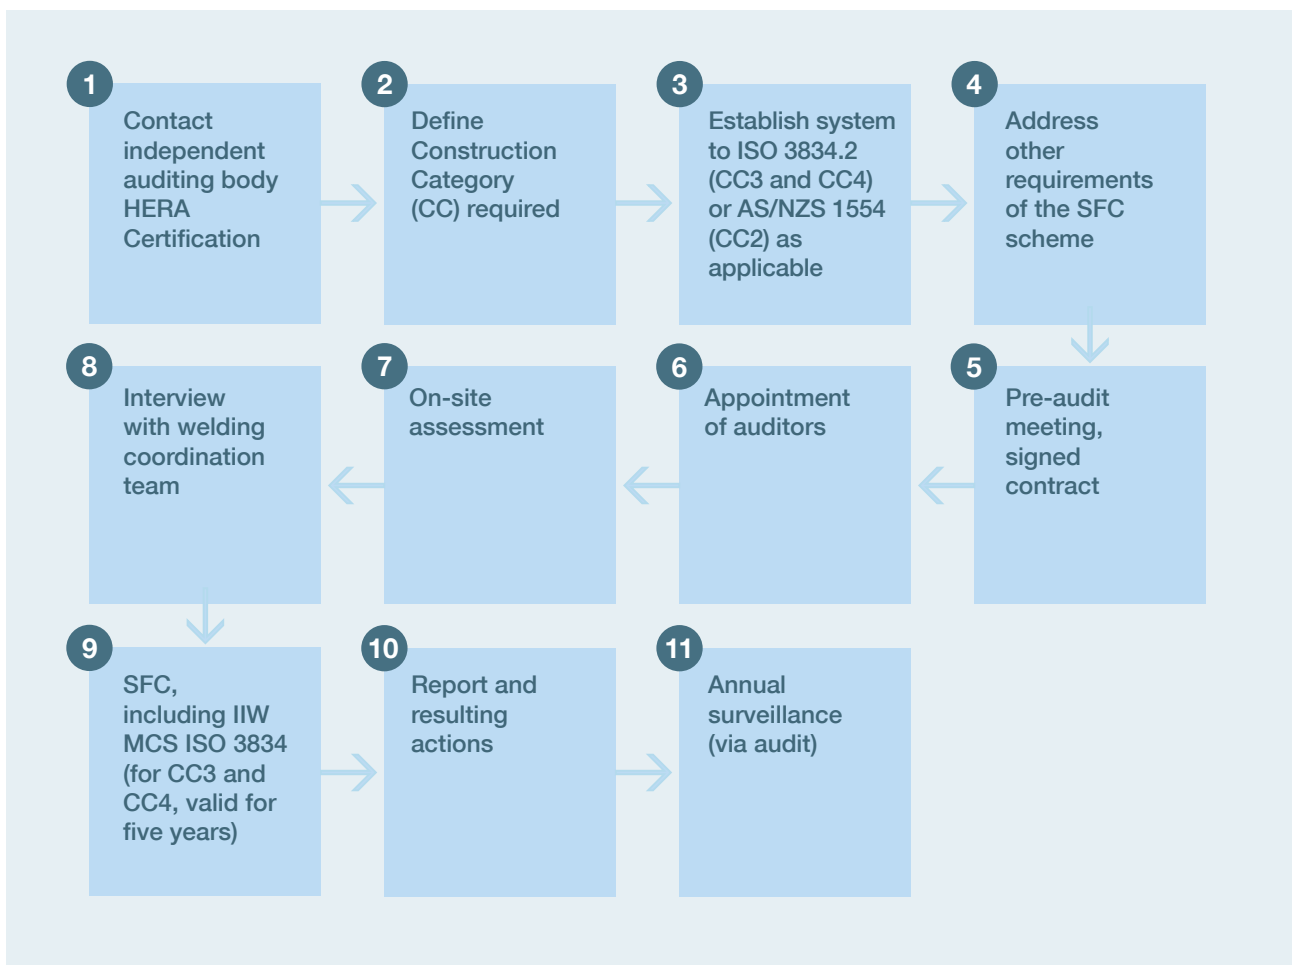 1
Contact
independent
auditing body
HERA
Certification
2
Define
Construction
Category
(CC) required
3
Establish system
to ISO 3834.2
(CC3 and CC4)
or AS/NZS 1554
(CC2) as
applicable
4
Address
other
requirements
of the SFC
scheme
5
Pre-audit
meeting,
signed
contract
6
Appointment
of auditors
7
On-site
assessment
8
Interview
with welding
coordination
team
9
SFC,
including IIW
MCS ISO 3834
(for CC3 and
CC4, valid for
five years)
10
Report and
resulting
actions
11
Annual
surveillance
(via audit)